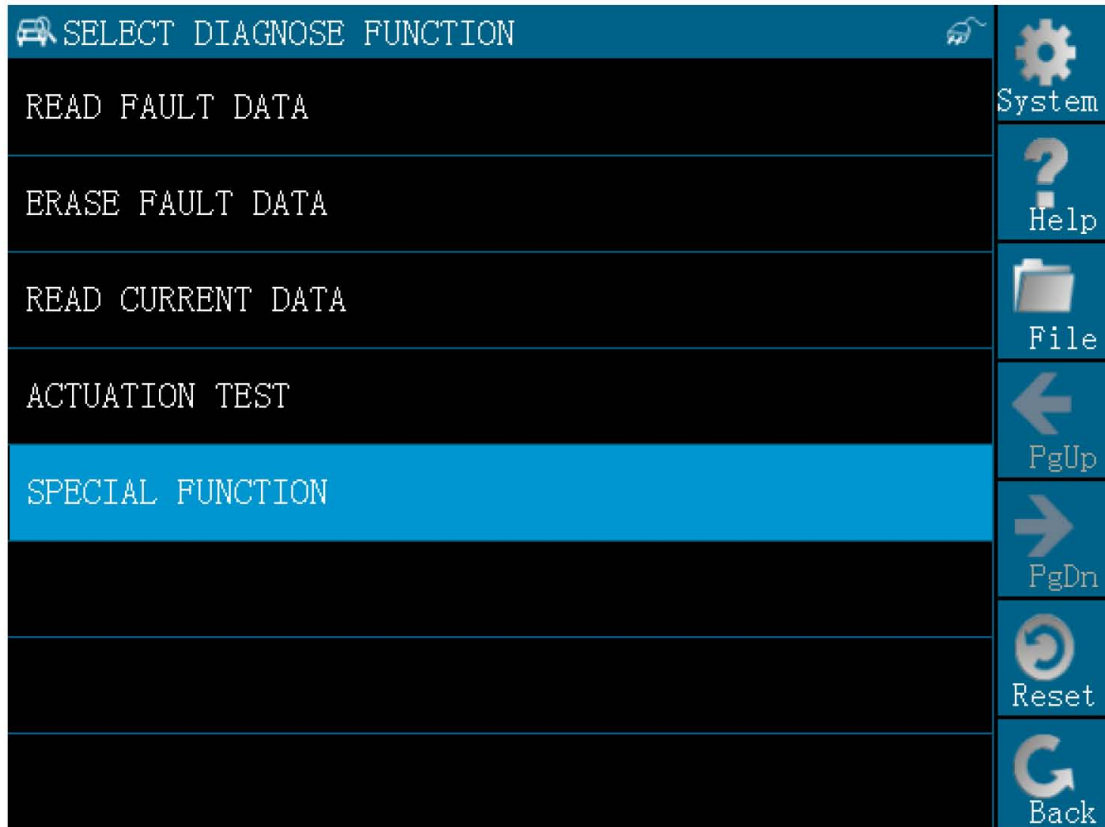 SELECT DIAGNOSE FUNCTION
READ FAULT DATA
ERASE FAULT DATA
READ CURRENT DATA
ACTUATION TEST
SPECIAL FUNCTION
System
Help
File
PgUp
PgDn
Reset
Back